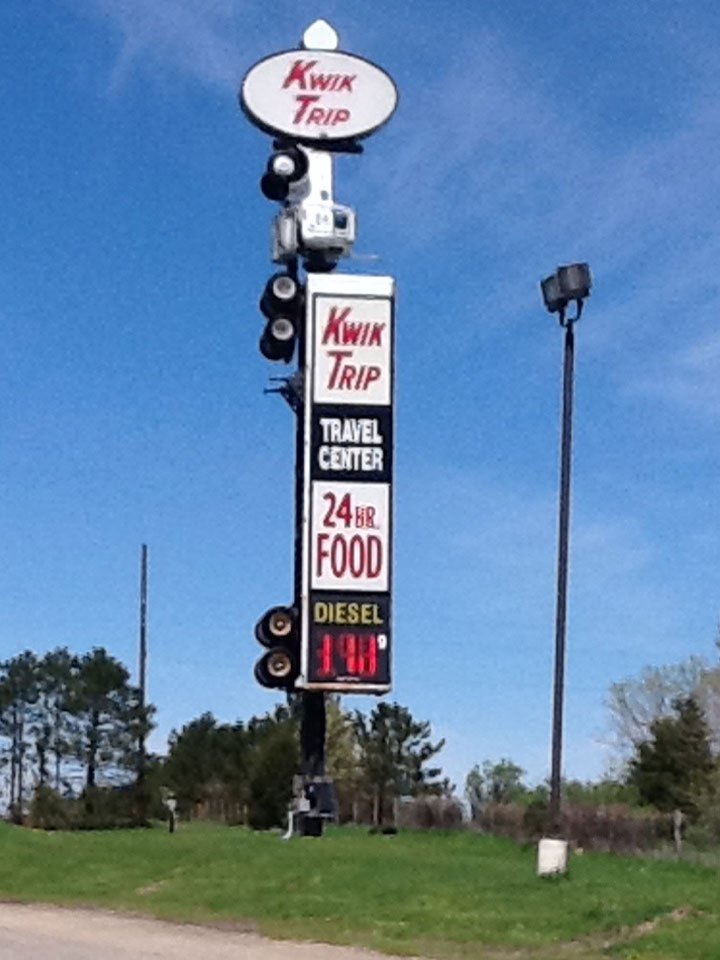 KWIK
TRIP
KWIK
TRIP
TRAVEL
CENTER
24 HR.
FOOD
DIESEL